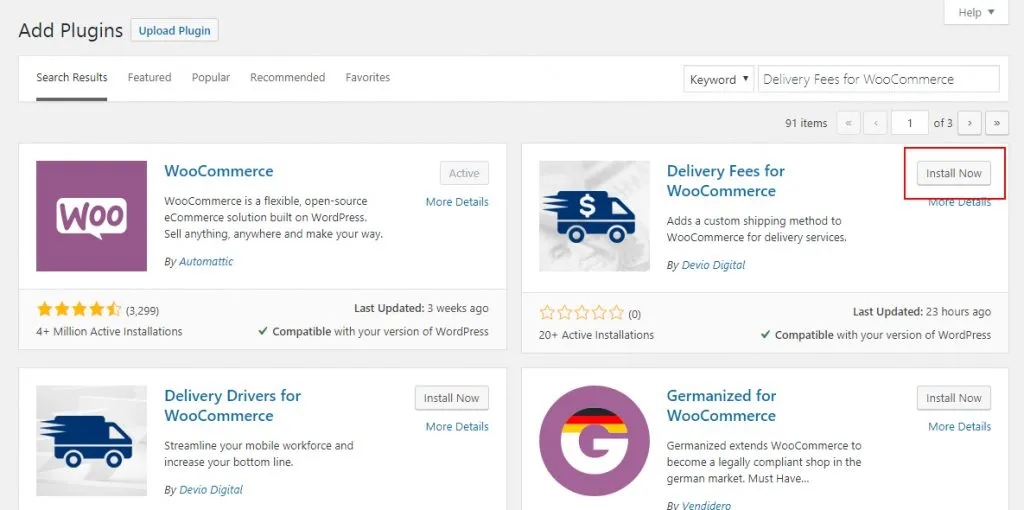 Help ▼
Add Plugins Upload Plugin
Search Results Featured Popular Recommended Favorites Keyword ▼ Delivery Fees for WooCommerce
91 items « ‹ 1 of 3 › »
WOO
WooCommerce
Active
More Details
WooCommerce is a flexible, open-source
eCommerce solution built on WordPress.
Sell anything, anywhere and make your way.
By Automattic
(3,299)
Last Updated: 3 weeks ago
4+ Million Active Installations
Compatible with your version of WordPress
$
Delivery Fees for
WooCommerce
Install Now
More Details
Adds a custom shipping method to
WooCommerce for delivery services.
By Devio Digital
(0)
Last Updated: 23 hours ago
20+ Active Installations
Compatible with your version of WordPress
Delivery Drivers for
WooCommerce
Install Now
More Details
Streamline your mobile workforce and
increase your bottom line.
By Devio Digital
G
Germanized for
WooCommerce
Install Now
More Details
Germanized extends WooCommerce to
become a legally compliant shop in the
german market. Must Have...
By Vendidero